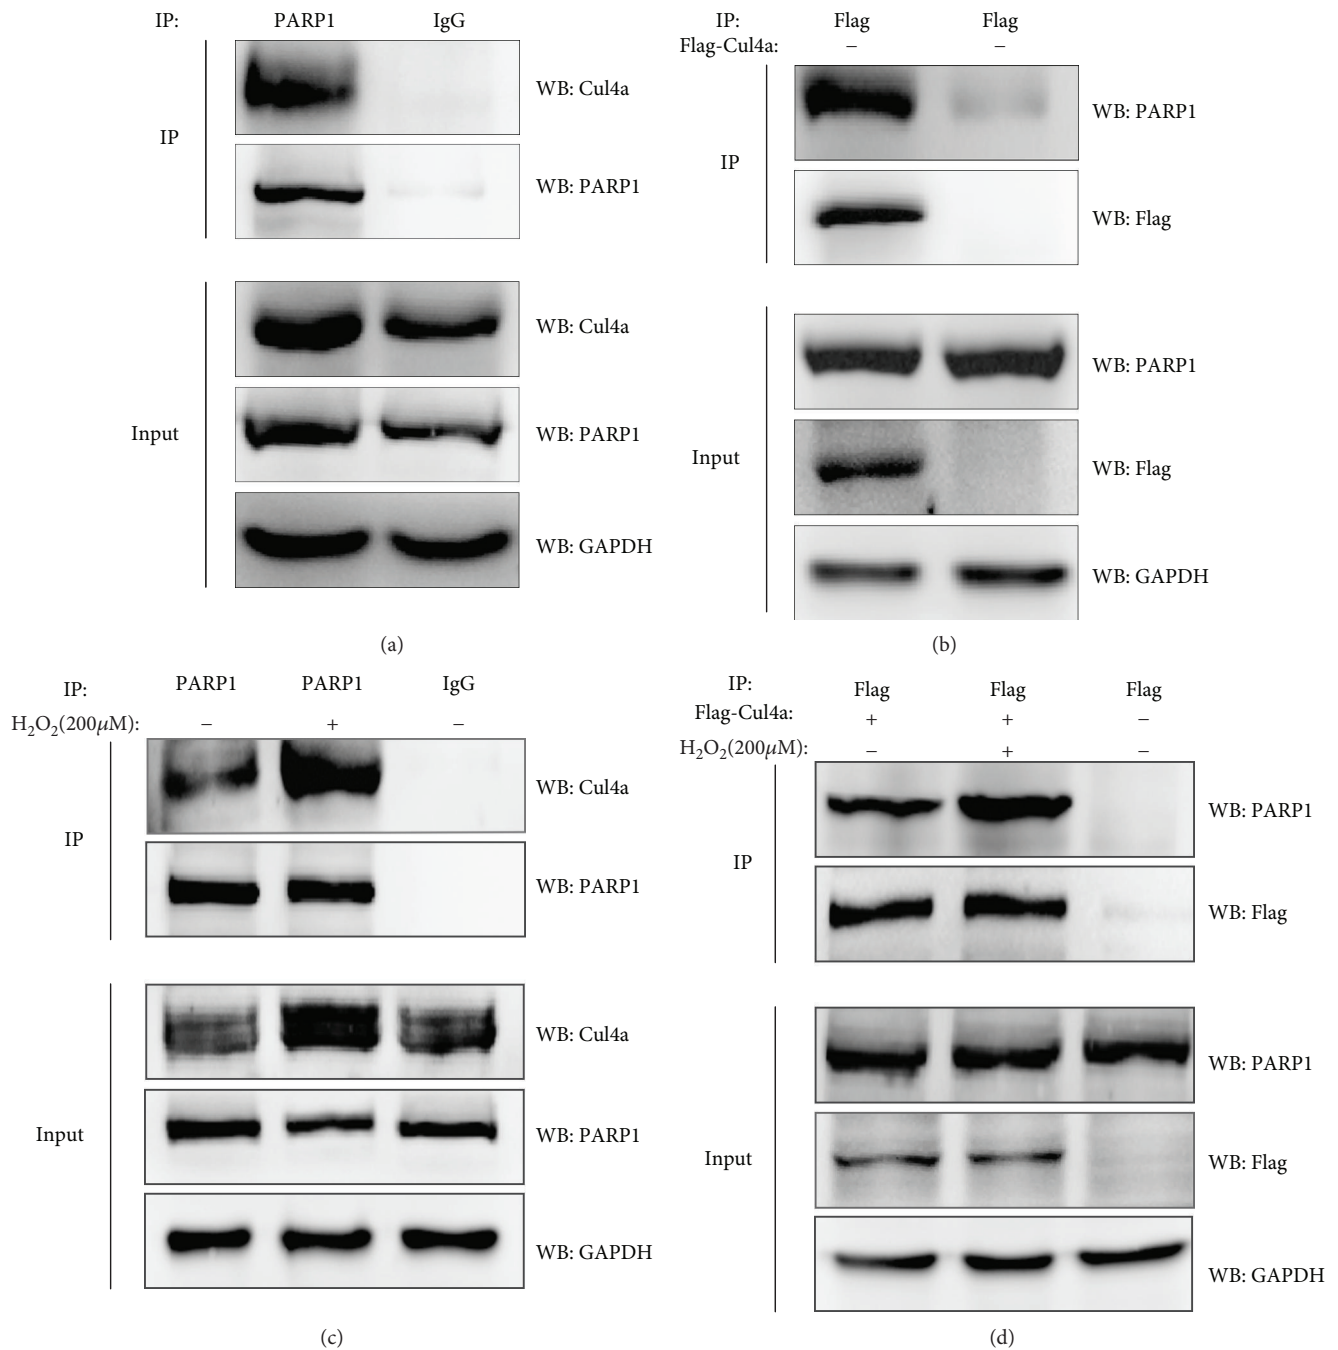 IP: PARP1 IgG
WB: Cul4a
IP
WB: PARP1
WB: Cul4a
Input
WB: PARP1
WB: GAPDH
(a)
IP: Flag Flag
Flag-Cul4a: − −
WB: PARP1
IP
WB: Flag
WB: PARP1
Input
WB: Flag
WB: GAPDH
(b)
IP: PARP1 PARP1 IgG
H₂O₂(200μM): − + −
WB: Cul4a
IP
WB: PARP1
WB: Cul4a
Input
WB: PARP1
WB: GAPDH
(c)
IP: Flag Flag Flag
Flag-Cul4a: + + −
H₂O₂(200μM): − + −
WB: PARP1
IP
WB: Flag
WB: PARP1
Input
WB: Flag
WB: GAPDH
(d)